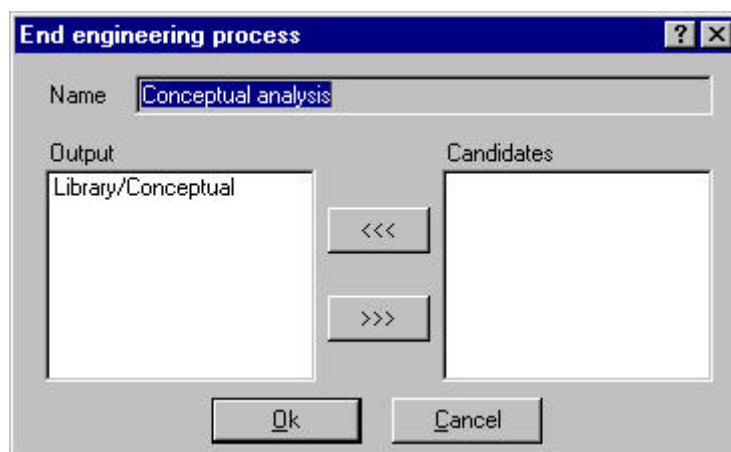 End engineering process ? X
Name Conceptual analysis
Output Candidates
Library/Conceptual
<<<
>>>
Ok Cancel